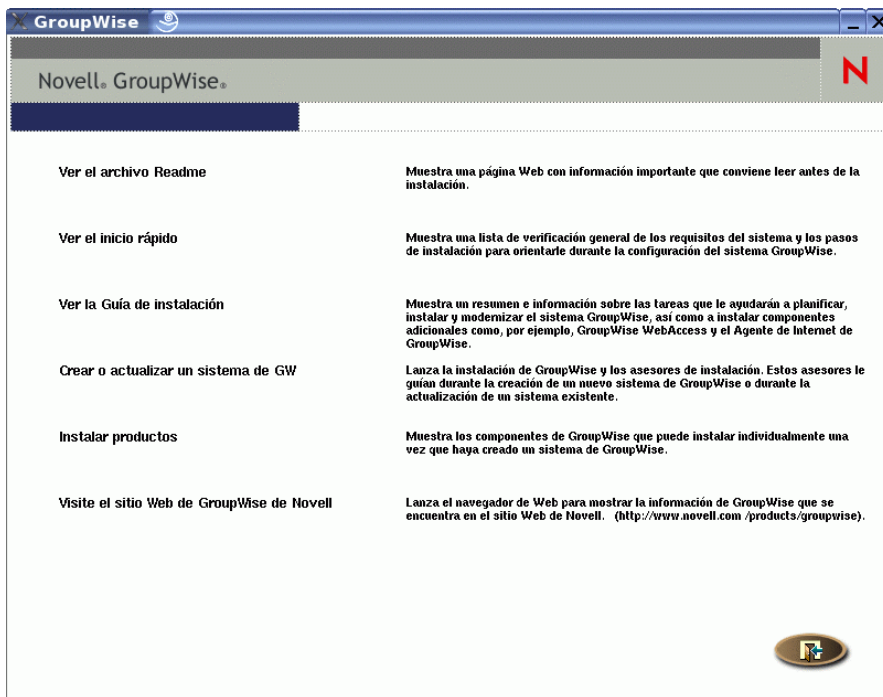 GroupWise
Novell® GroupWise®
N
Ver el archivo Readme
Muestra una página Web con información importante que conviene leer antes de la
instalación.
Ver el inicio rápido
Muestra una lista de verificación general de los requisitos del sistema y los pasos
de instalación para orientarle durante la configuración del sistema GroupWise.
Ver la Guía de instalación
Muestra un resumen e información sobre las tareas que le ayudarán a planificar,
instalar y modernizar el sistema GroupWise, así como a instalar componentes
adicionales como, por ejemplo, GroupWise WebAccess y el Agente de Internet de
GroupWise.
Crear o actualizar un sistema de GW
Lanza la instalación de GroupWise y los asesores de instalación. Estos asesores le
guían durante la creación de un nuevo sistema de GroupWise o durante la
actualización de un sistema existente.
Instalar productos
Muestra los componentes de GroupWise que puede instalar individualmente una
vez que haya creado un sistema de GroupWise.
Visite el sitio Web de GroupWise de Novell
Lanza el navegador de Web para mostrar la información de GroupWise que se
encuentra en el sitio Web de Novell. (http://www.novell.com /products/groupwise).